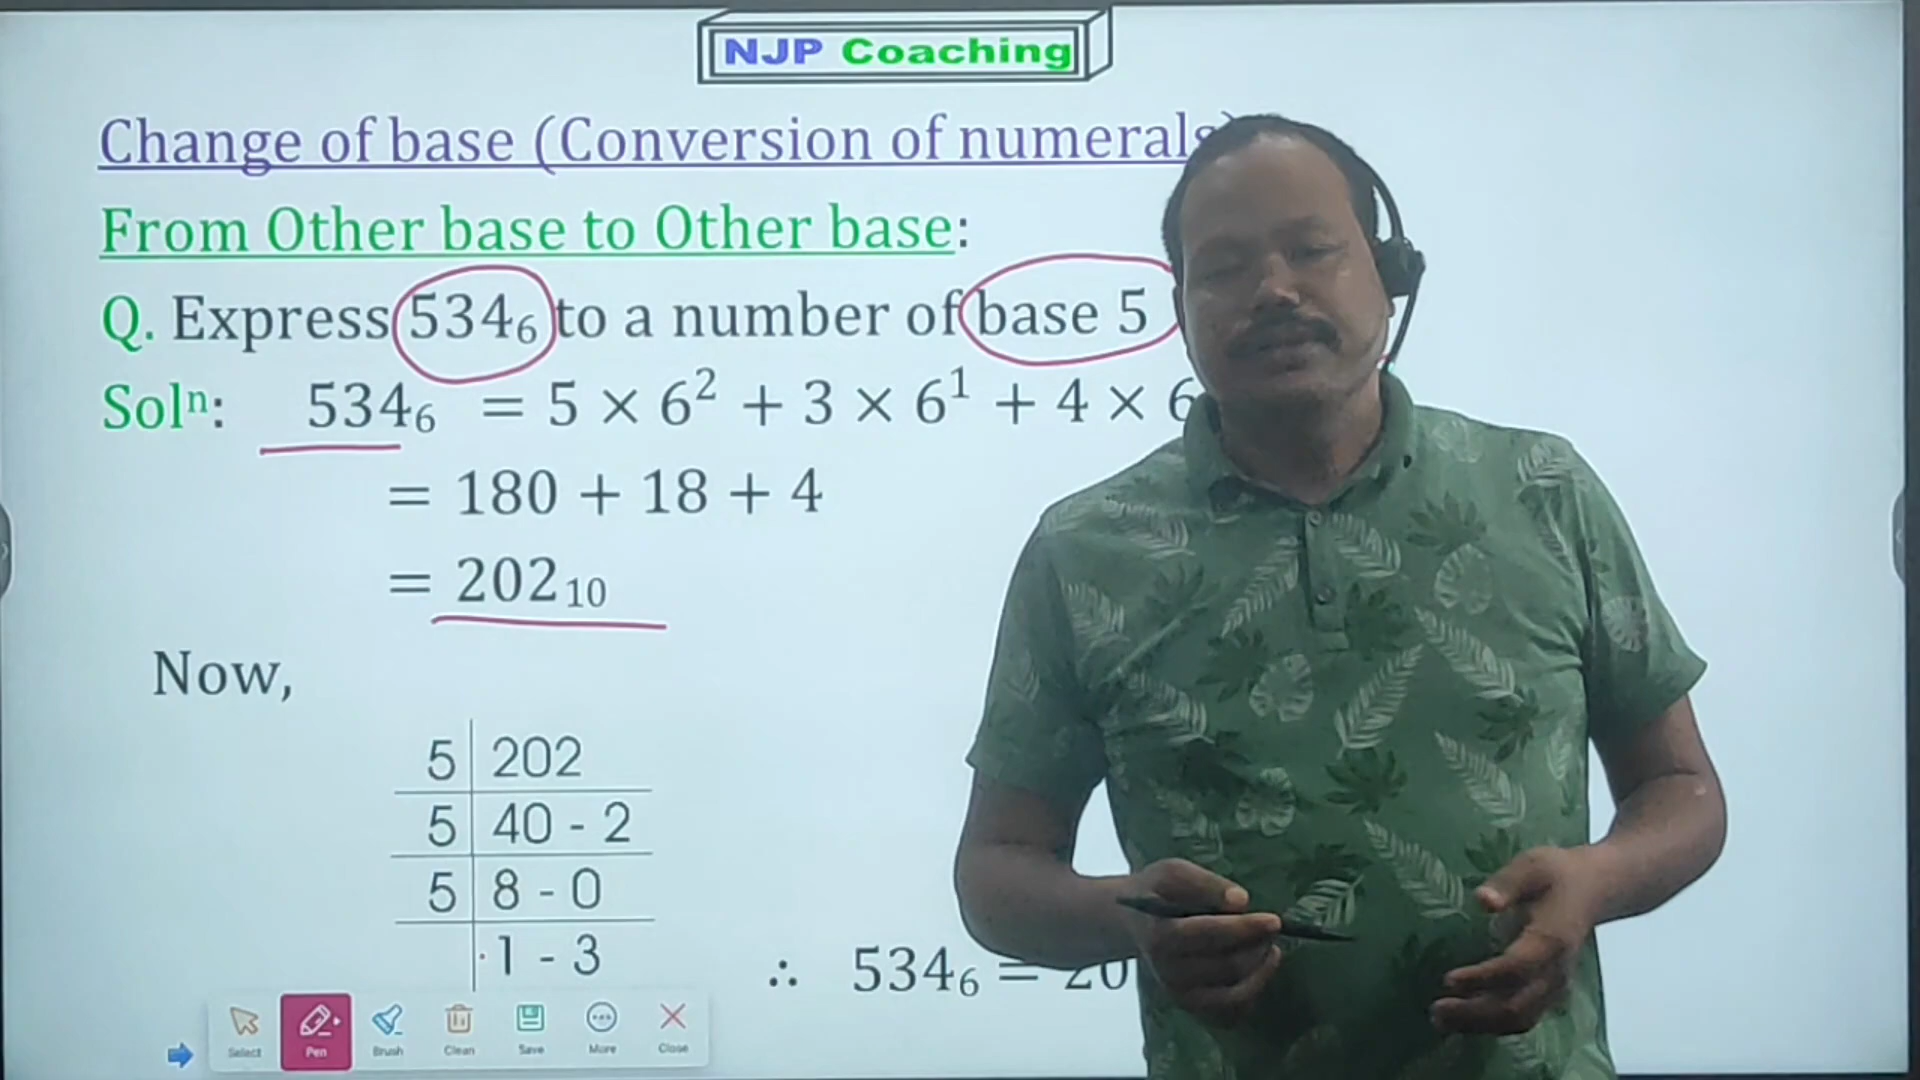 NJP Coaching
Change of base (Conversion of numerals)
From Other base to Other base:
Q. Express 534₆ to a number of base 5
Solⁿ: 534₆ = 5 × 6² + 3 × 6¹ + 4 × 6
= 180 + 18 + 4
= 202₁₀
Now,
5 202
5 40 - 2
5 8 - 0
1 - 3
∴ 534₆ = 20
Select Pen Brush Clean Save More Close